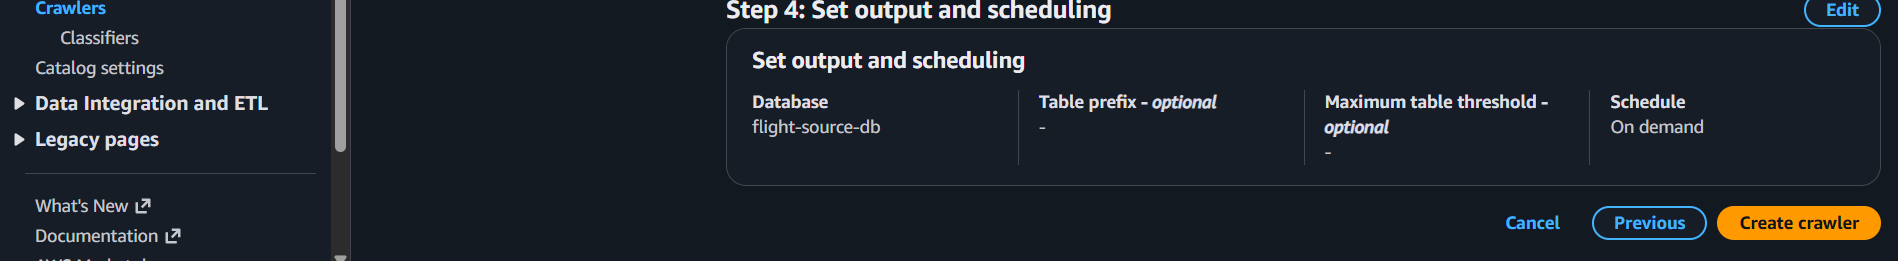 Crawlers
Classifiers
Catalog settings
Data Integration and ETL
Legacy pages
What's New
Documentation
Step 4: Set output and scheduling
Edit
Set output and scheduling
Database
flight-source-db
Table prefix - optional
-
Maximum table threshold -
optional
-
Schedule
On demand
Cancel
Previous
Create crawler